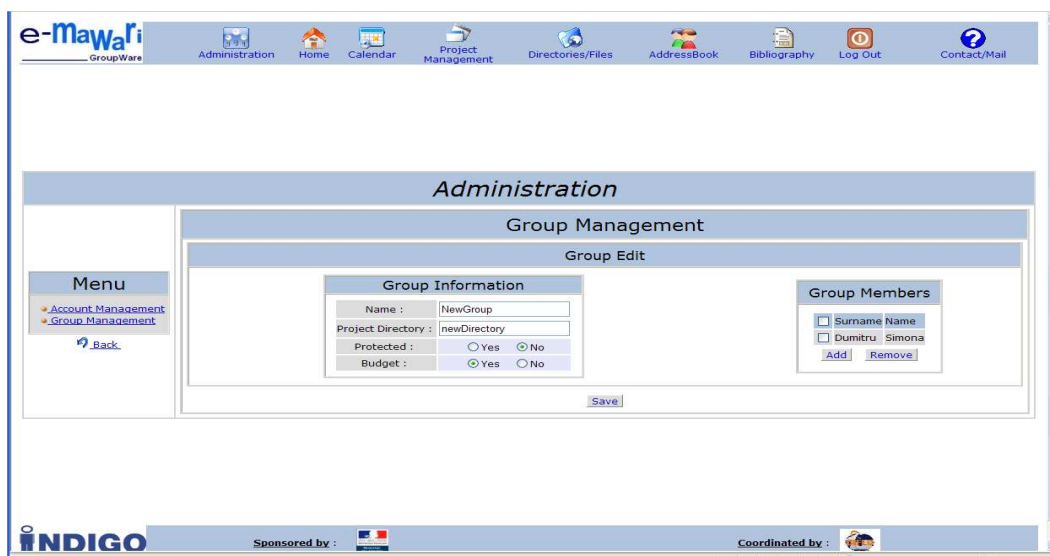 e-mawari
GroupWare
Administration
Home
Calendar
Project
Management
Directories/Files
AddressBook
Bibliography
Log Out
Contact/Mail
Administration
Group Management
Group Edit
Menu
Account Management
Group Management
Back
Group Information
Name : NewGroup
Project Directory : newDirectory
Protected : Yes No
Budget : Yes No
Group Members
Surname Name
Dumitru Simona
Add Remove
Save
INDIGO
Sponsored by :
Coordinated by :